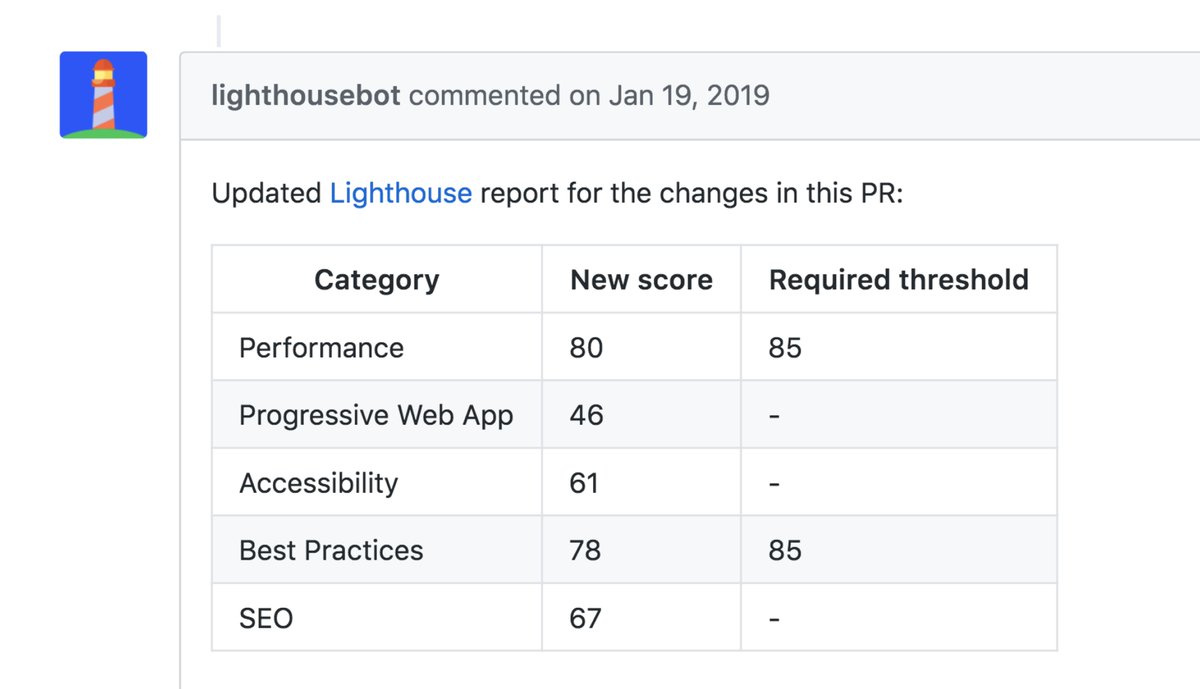 lighthousebot commented on Jan 19, 2019
Updated Lighthouse report for the changes in this PR:
Category New score Required threshold
Performance 80 85
Progressive Web App 46 -
Accessibility 61 -
Best Practices 78 85
SEO 67 -